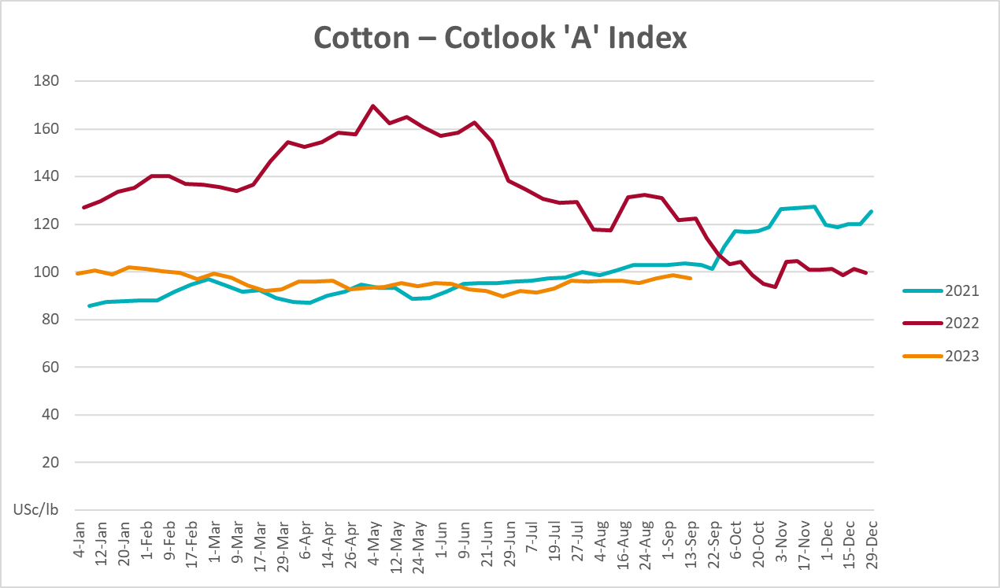 Cotton – Cotlook 'A' Index
180
160
140
120
100
80
60
40
20
USc/lb
4-Jan
12-Jan
20-Jan
1-Feb
9-Feb
17-Feb
1-Mar
9-Mar
17-Mar
29-Mar
6-Apr
14-Apr
26-Apr
4-May
12-May
24-May
1-Jun
9-Jun
21-Jun
29-Jun
7-Jul
19-Jul
27-Jul
4-Aug
16-Aug
24-Aug
1-Sep
13-Sep
22-Sep
6-Oct
20-Oct
3-Nov
17-Nov
1-Dec
15-Dec
29-Dec
2021
2022
2023